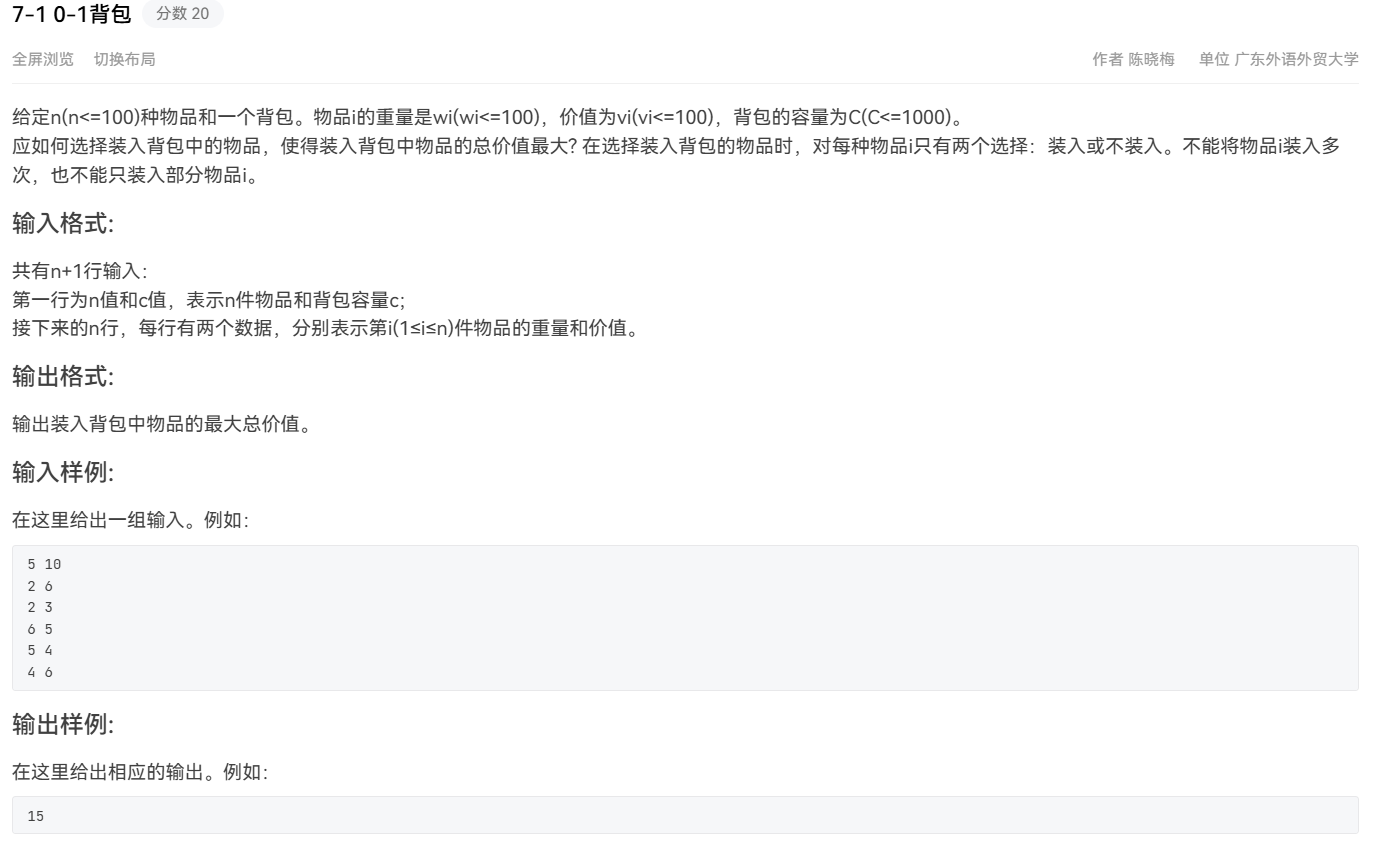 7-1 0-1背包 分数 20
全屏浏览 切换布局 作者 陈晓梅 单位 广东外语外贸大学
给定n(n<=100)种物品和一个背包。物品i的重量是wi(wi<=100)，价值为vi(vi<=100)，背包的容量为C(C<=1000)。
应如何选择装入背包中的物品，使得装入背包中物品的总价值最大? 在选择装入背包的物品时，对每种物品i只有两个选择：装入或不装入。不能将物品i装入多
次，也不能只装入部分物品i。
输入格式:
共有n+1行输入：
第一行为n值和c值，表示n件物品和背包容量c;
接下来的n行，每行有两个数据，分别表示第i(1≤i≤n)件物品的重量和价值。
输出格式:
输出装入背包中物品的最大总价值。
输入样例:
在这里给出一组输入。例如：
5 10
2 6
2 3
6 5
5 4
4 6
输出样例:
在这里给出相应的输出。例如：
15